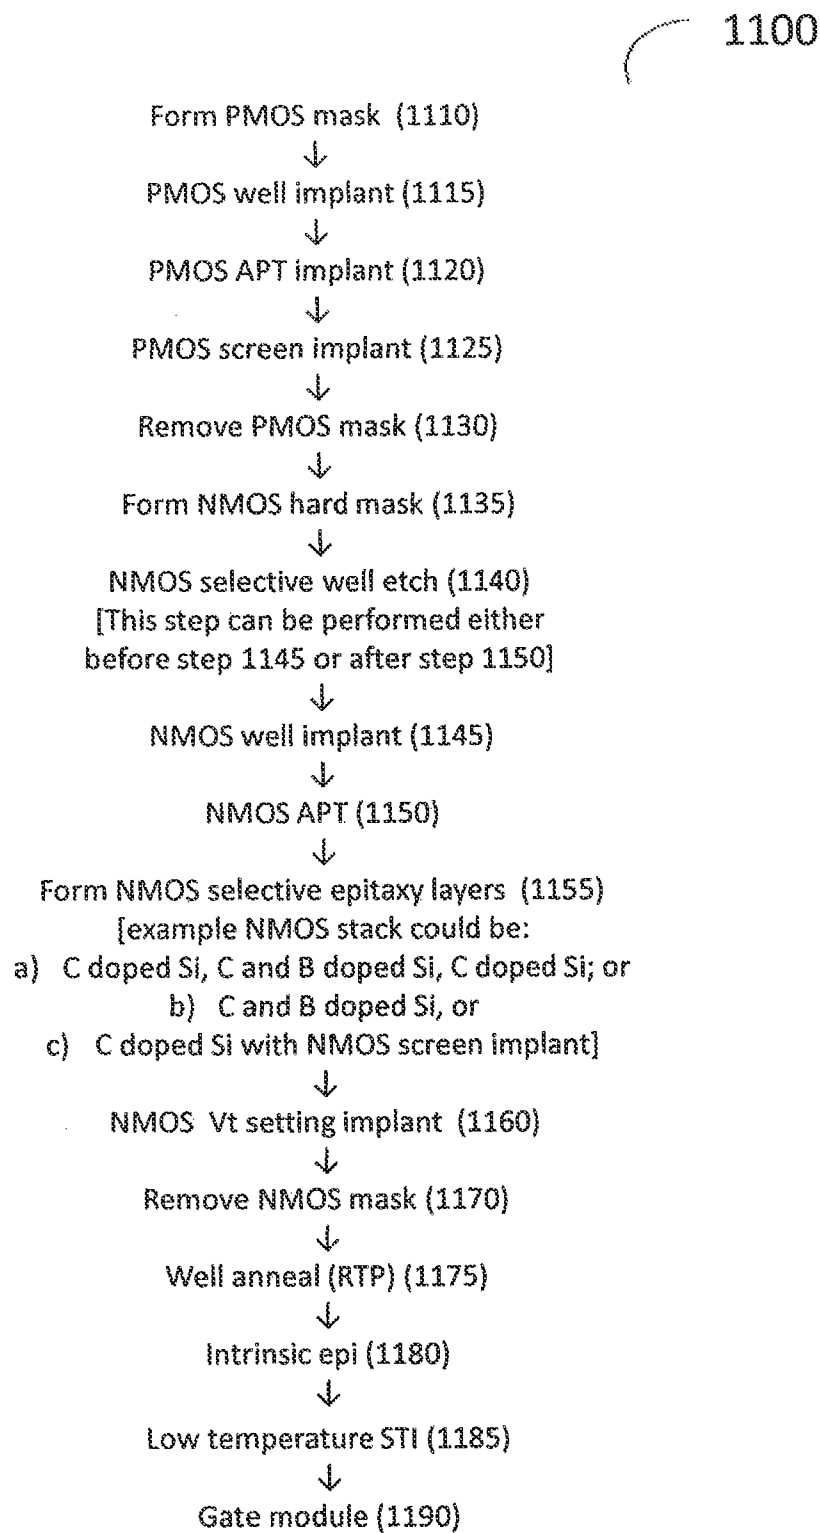 1100
Form PMOS mask (1110)
↓
PMOS well implant (1115)
↓
PMOS APT implant (1120)
↓
PMOS screen implant (1125)
↓
Remove PMOS mask (1130)
↓
Form NMOS hard mask (1135)
↓
NMOS selective well etch (1140)
[This step can be performed either
before step 1145 or after step 1150]
↓
NMOS well implant (1145)
↓
NMOS APT (1150)
↓
Form NMOS selective epitaxy layers (1155)
[example NMOS stack could be:
a) C doped Si, C and B doped Si, C doped Si; or
b) C and B doped Si, or
c) C doped Si with NMOS screen implant]
↓
NMOS Vt setting implant (1160)
↓
Remove NMOS mask (1170)
↓
Well anneal (RTP) (1175)
↓
Intrinsic epi (1180)
↓
Low temperature STI (1185)
↓
Gate module (1190)